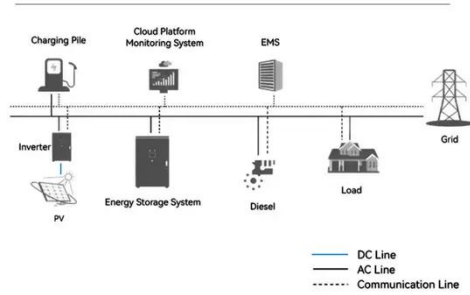 Cloud Platform
Monitoring System
Charging Pile
EMS
Inverter
Grid
PV
Energy Storage System
Diesel
Load
DC Line
AC Line
Communication Line